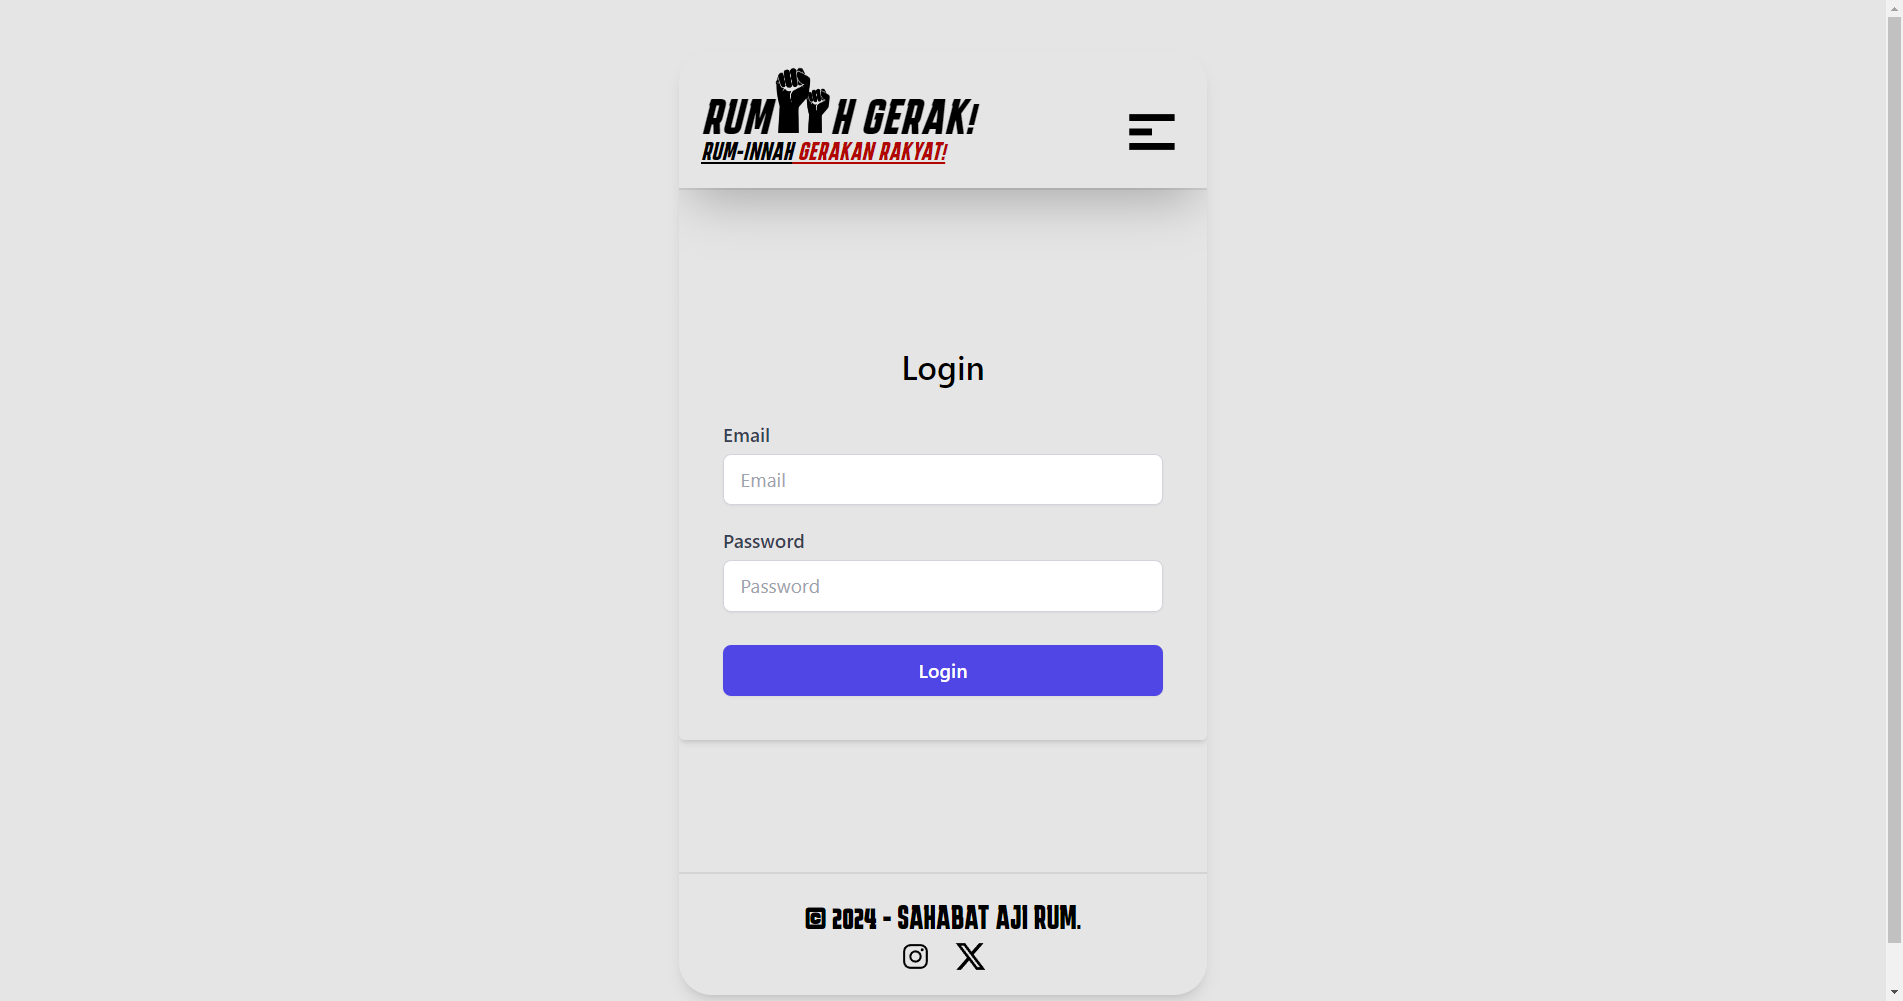 RUM H GERAK!
RUM-INNAH GERAKAN RAKYAT!
Login
Email
Email
Password
Password
Login
© 2024 - SAHABAT AJI RUM.